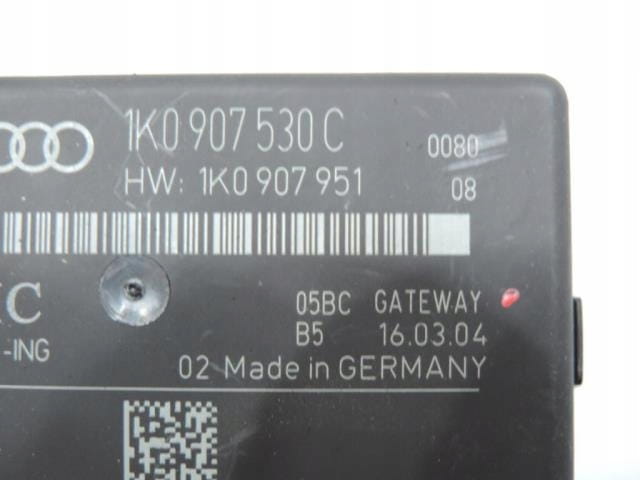 1K0 907 530 C
0080
HW: 1K0 907 951
08
C
05BC GATEWAY
-ING
B5 16.03.04
02 Made in GERMANY